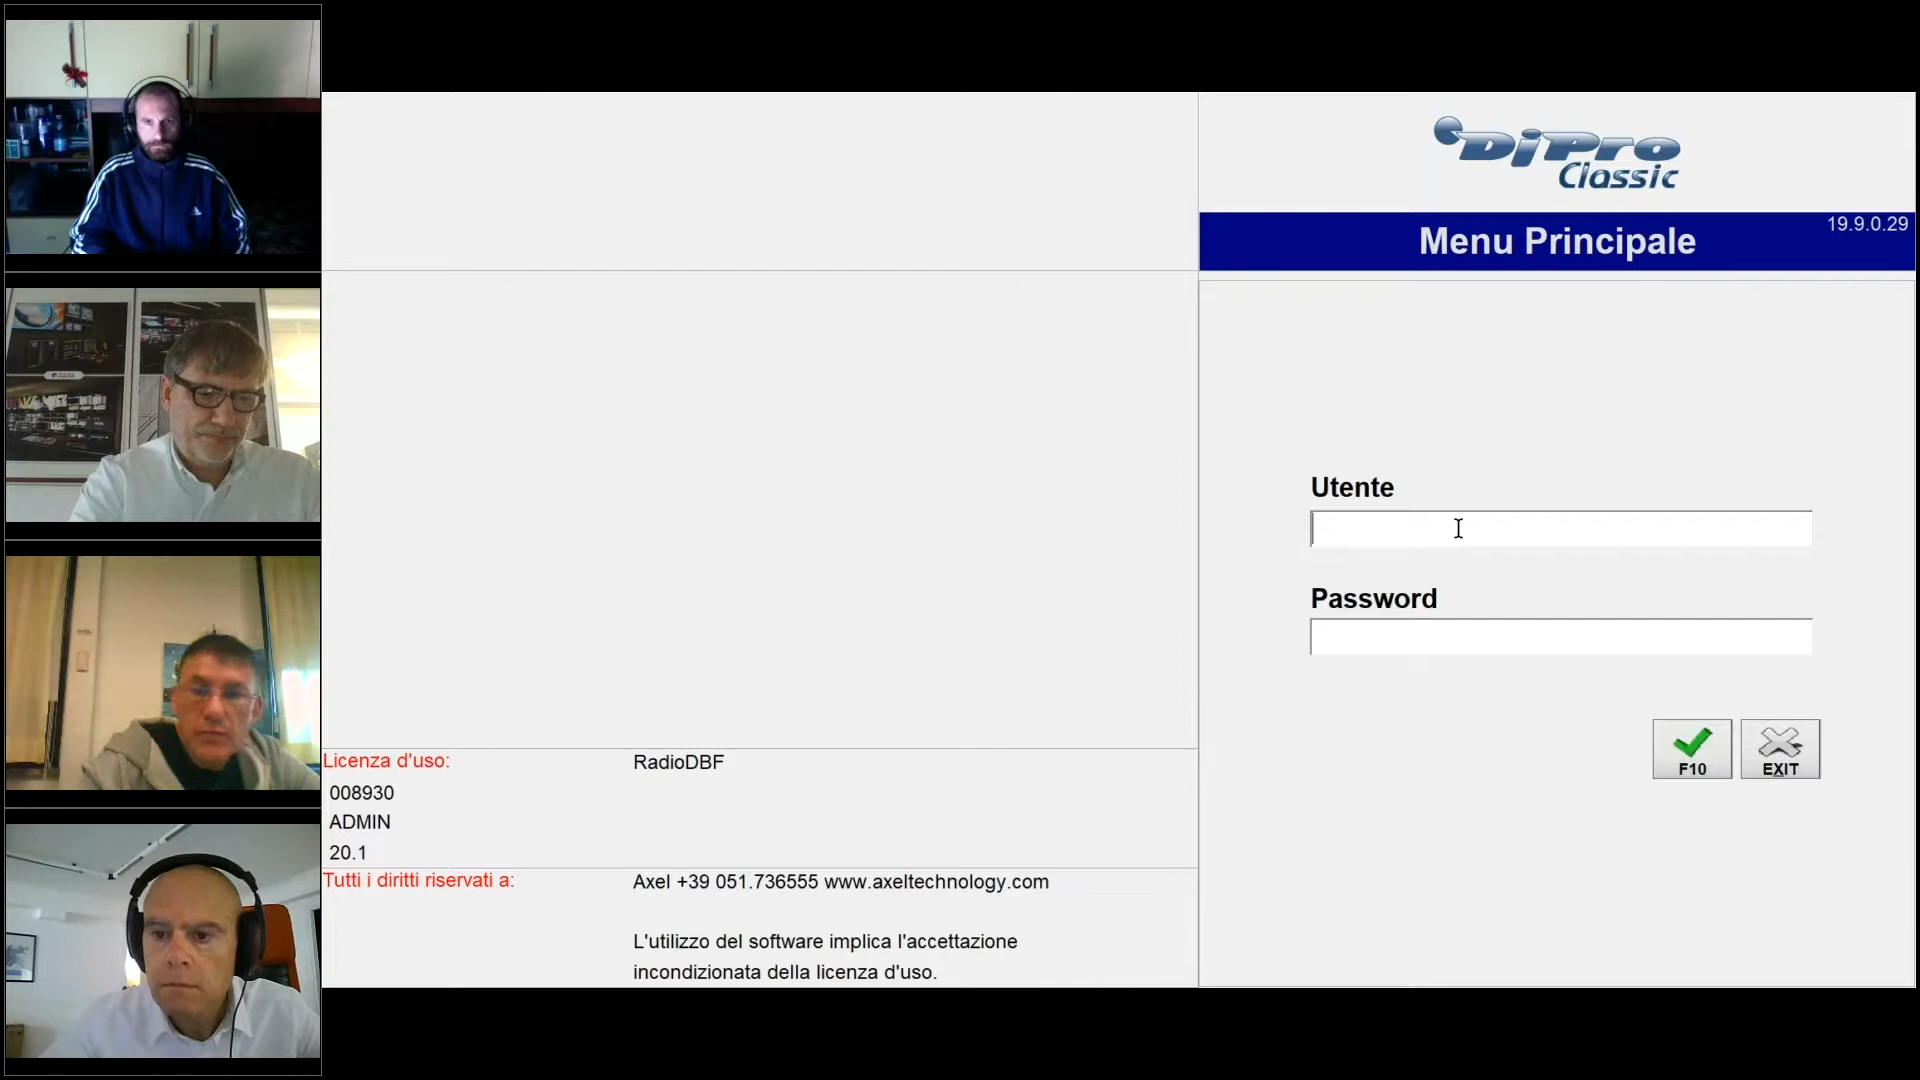 DjPro
Classic
Menu Principale
19.9.0.29
Utente
Password
F10
EXIT
Licenza d'uso:
RadioDBF
008930
ADMIN
20.1
Tutti i diritti riservati a:
Axel +39 051.736555 www.axeltechnology.com
L'utilizzo del software implica l'accettazione
incondizionata della licenza d'uso.